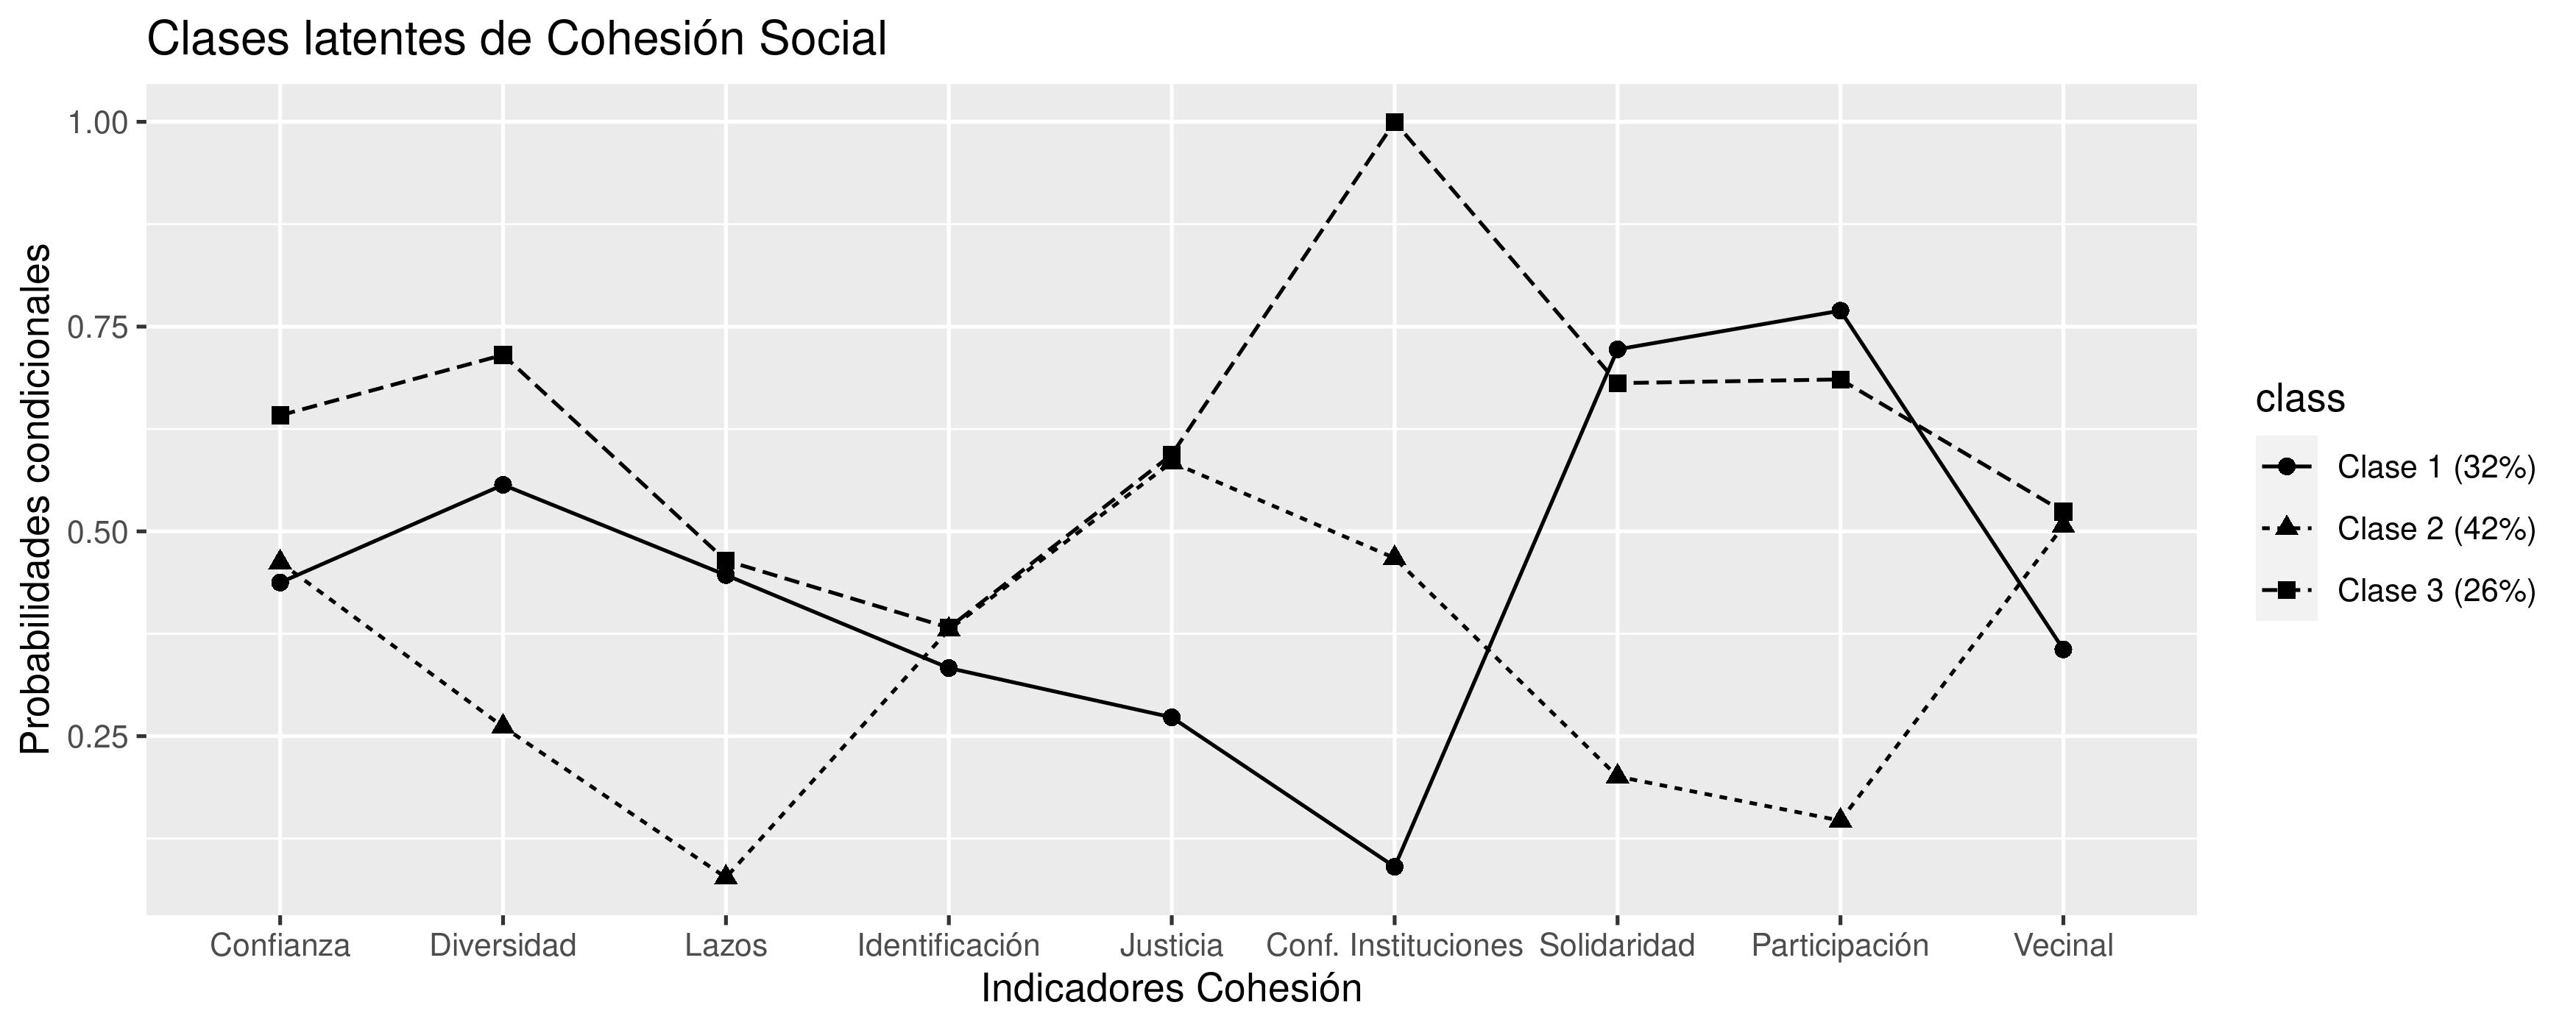 Clases latentes de Cohesión Social
Probabilidades condicionales
1.00
0.75
0.50
0.25
Confianza Diversidad Lazos Identificación Justicia Conf. Instituciones Solidaridad Participación Vecinal
Indicadores Cohesión
class
Clase 1 (32%)
Clase 2 (42%)
Clase 3 (26%)